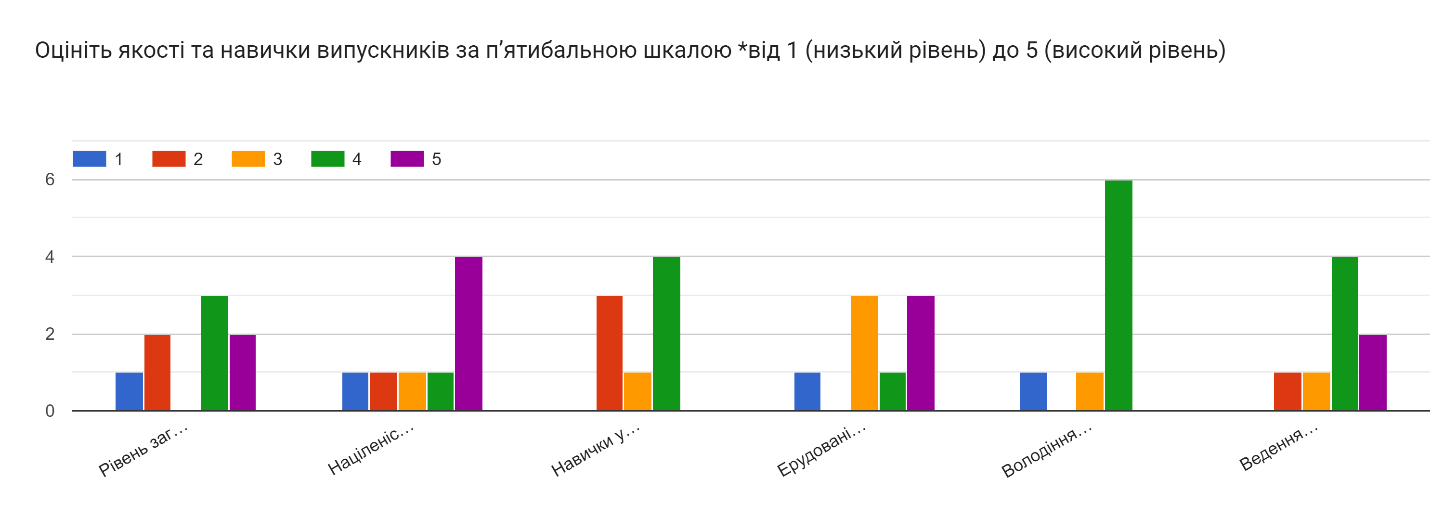 Оцініть якості та навички випускників за п’ятибальною шкалою *від 1 (низький рівень) до 5 (високий рівень)
1 2 3 4 5
6
4
2
0
Рівень заг… Націленіс… Навички у… Ерудовані… Володіння… Ведення…